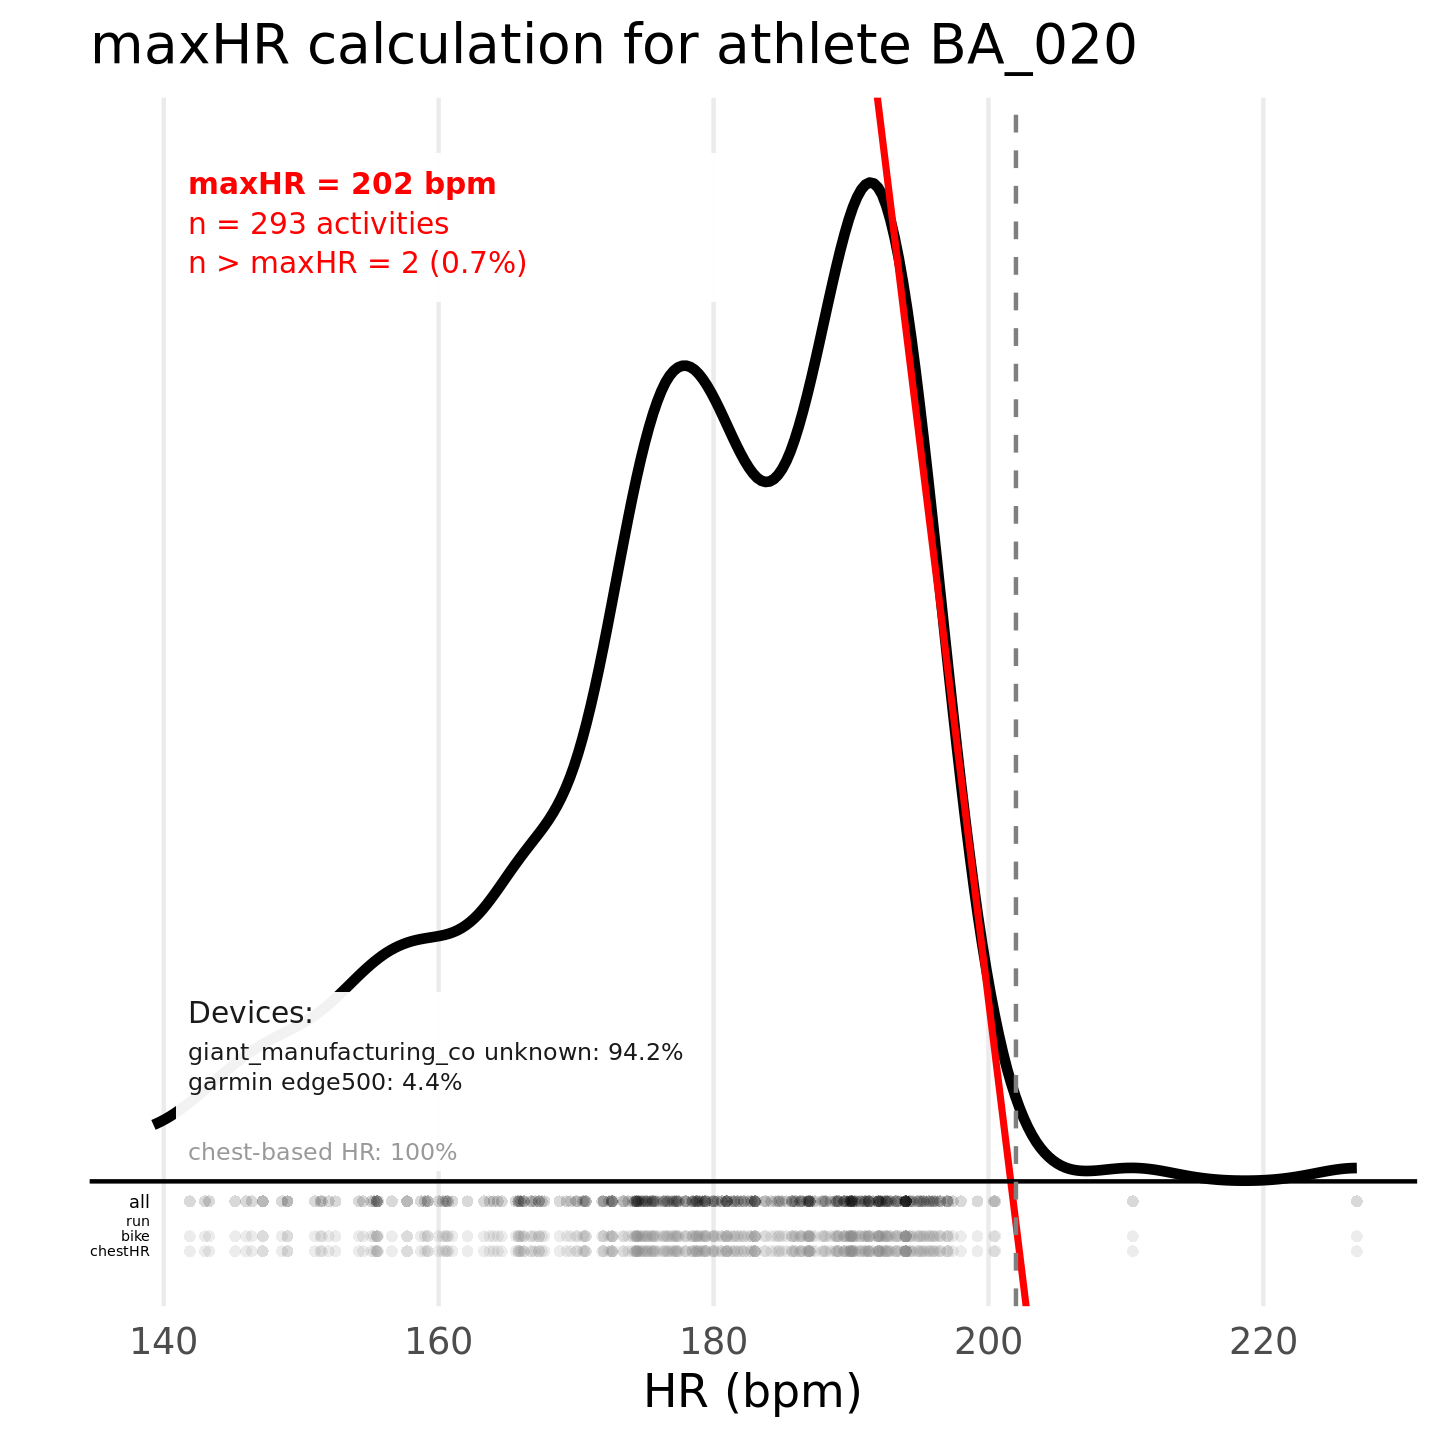 maxHR calculation for athlete BA_020
maxHR = 202 bpm
n = 293 activities
n > maxHR = 2 (0.7%)
Devices:
giant_manufacturing_co unknown: 94.2%
garmin edge500: 4.4%
chest-based HR: 100%
all
run
bike
chestHR
140 160 180 200 220
HR (bpm)